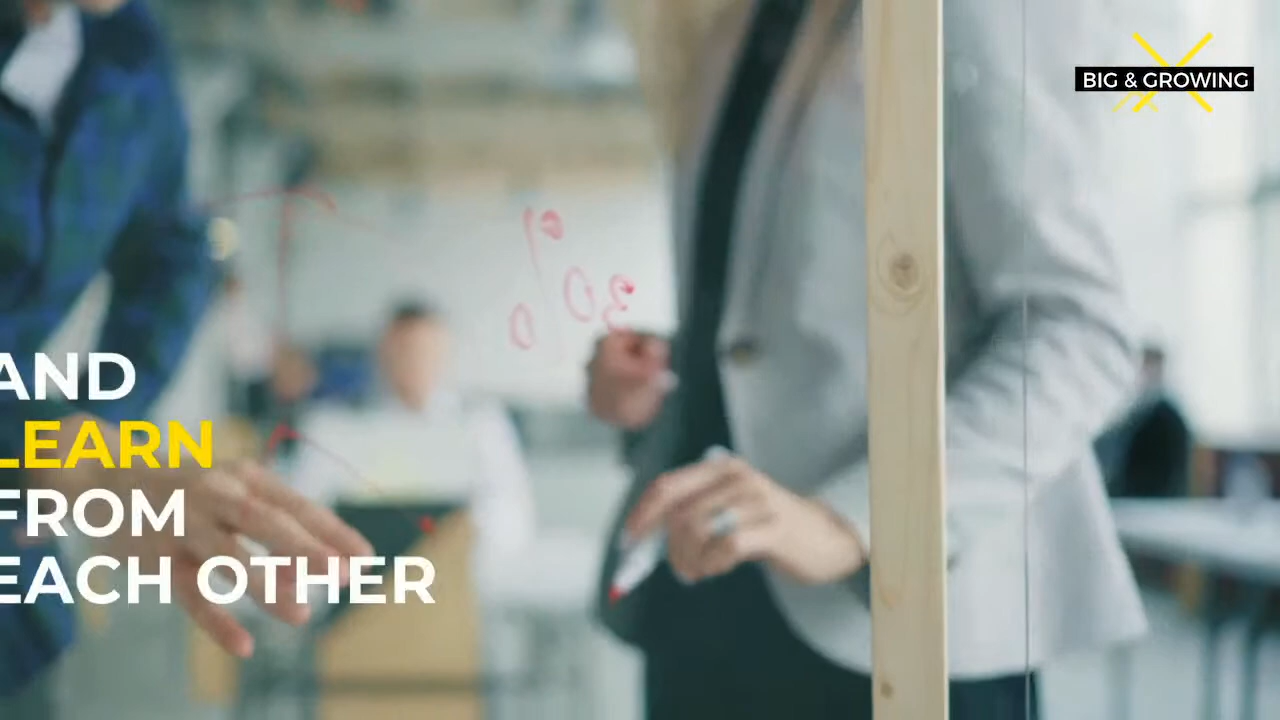 BIG & GROWING
AND
LEARN
FROM
EACH OTHER